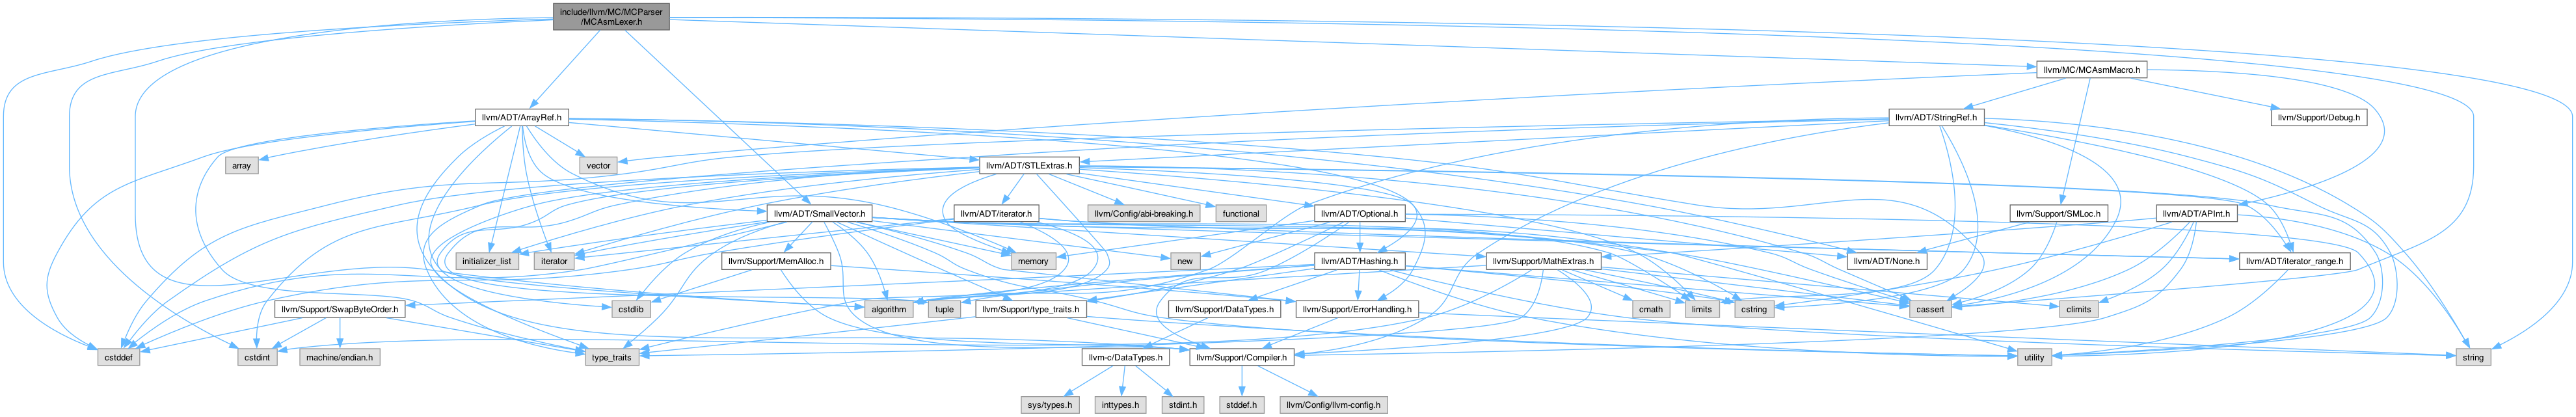 include/llvm/MC/MCParser
/MCAsmLexer.h
llvm/MC/MCAsmMacro.h
llvm/ADT/ArrayRef.h
llvm/ADT/StringRef.h
llvm/Support/Debug.h
array
vector
llvm/ADT/STLExtras.h
llvm/ADT/SmallVector.h
llvm/ADT/iterator.h
llvm/Config/abi-breaking.h
functional
llvm/ADT/Optional.h
llvm/Support/SMLoc.h
llvm/ADT/APInt.h
initializer_list
iterator
llvm/Support/MemAlloc.h
memory
new
llvm/ADT/Hashing.h
llvm/Support/MathExtras.h
llvm/ADT/None.h
llvm/ADT/iterator_range.h
llvm/Support/SwapByteOrder.h
cstdlib
algorithm
tuple
llvm/Support/type_traits.h
llvm/Support/DataTypes.h
llvm/Support/ErrorHandling.h
cmath
limits
cstring
cassert
climits
cstddef
cstdint
machine/endian.h
type_traits
llvm-c/DataTypes.h
llvm/Support/Compiler.h
utility
string
sys/types.h
inttypes.h
stdint.h
stddef.h
llvm/Config/llvm-config.h